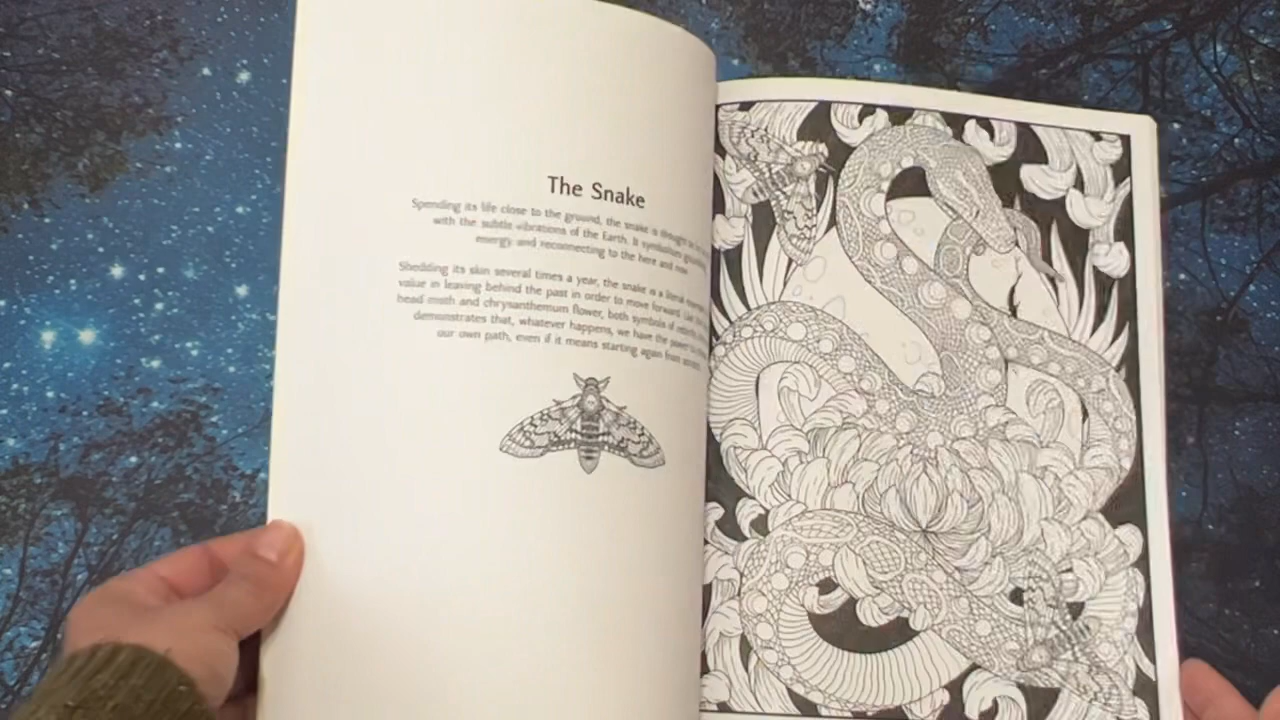 The Snake
Spending its life close to the ground, the snake is thought to
with the subtle vibrations of the Earth. It symbolises grounding
energy and reconnecting to the here and now
Shedding its skin several times a year, the snake is a literal
value in leaving behind the past in order to move forward. Like
head moth and chrysanthemum flower, both symbols of
demonstrates that, whatever happens, we have the power
our own path, even if it means starting again from